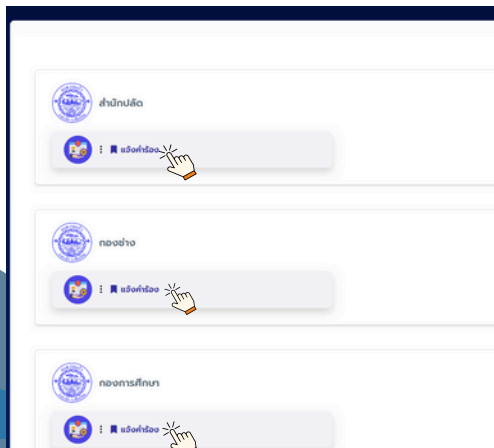 สำนักปลัด
⋮ แจ้งคำร้อง
กองช่าง
⋮ แจ้งคำร้อง
กองการศึกษา
⋮ แจ้งคำร้อง